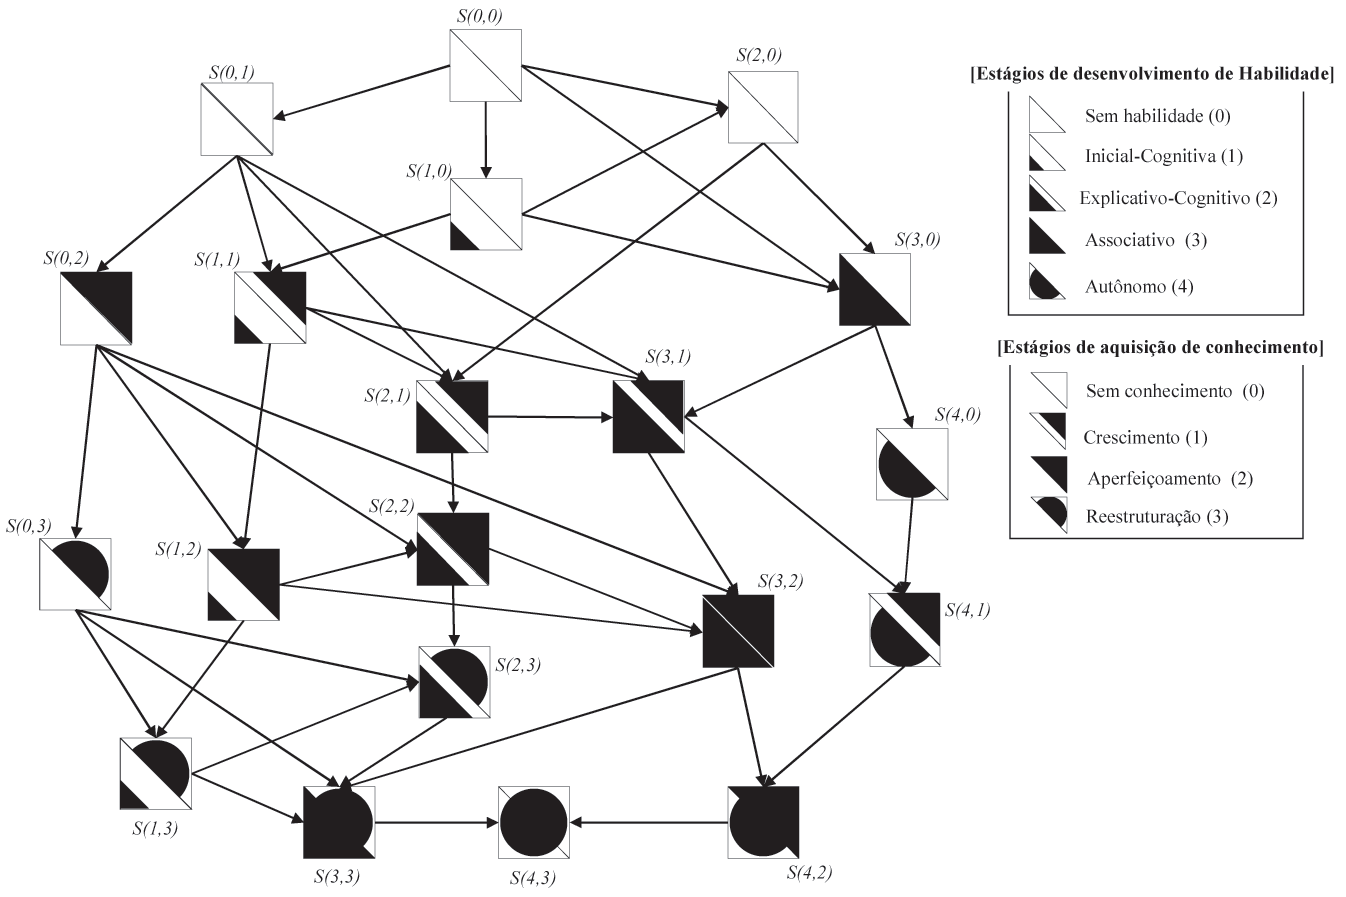 S(0,0)
S(2,0)
S(0,1)
[Estágios de desenvolvimento de Habilidade]
Sem habilidade (0)
Inicial-Cognitiva (1)
S(1,0)
Explicativo-Cognitivo (2)
S(3,0)
Associativo (3)
S(0,2)
S(1,1)
Autônomo (4)
[Estágios de aquisição de conhecimento]
S(3,1)
Sem conhecimento (0)
S(2,1)
S(4,0)
Crescimento (1)
Aperfeiçoamento (2)
S(2,2)
Reestruturação (3)
S(0,3)
S(1,2)
S(3,2)
S(4,1)
S(2,3)
S(1,3)
S(3,3)
S(4,3)
S(4,2)